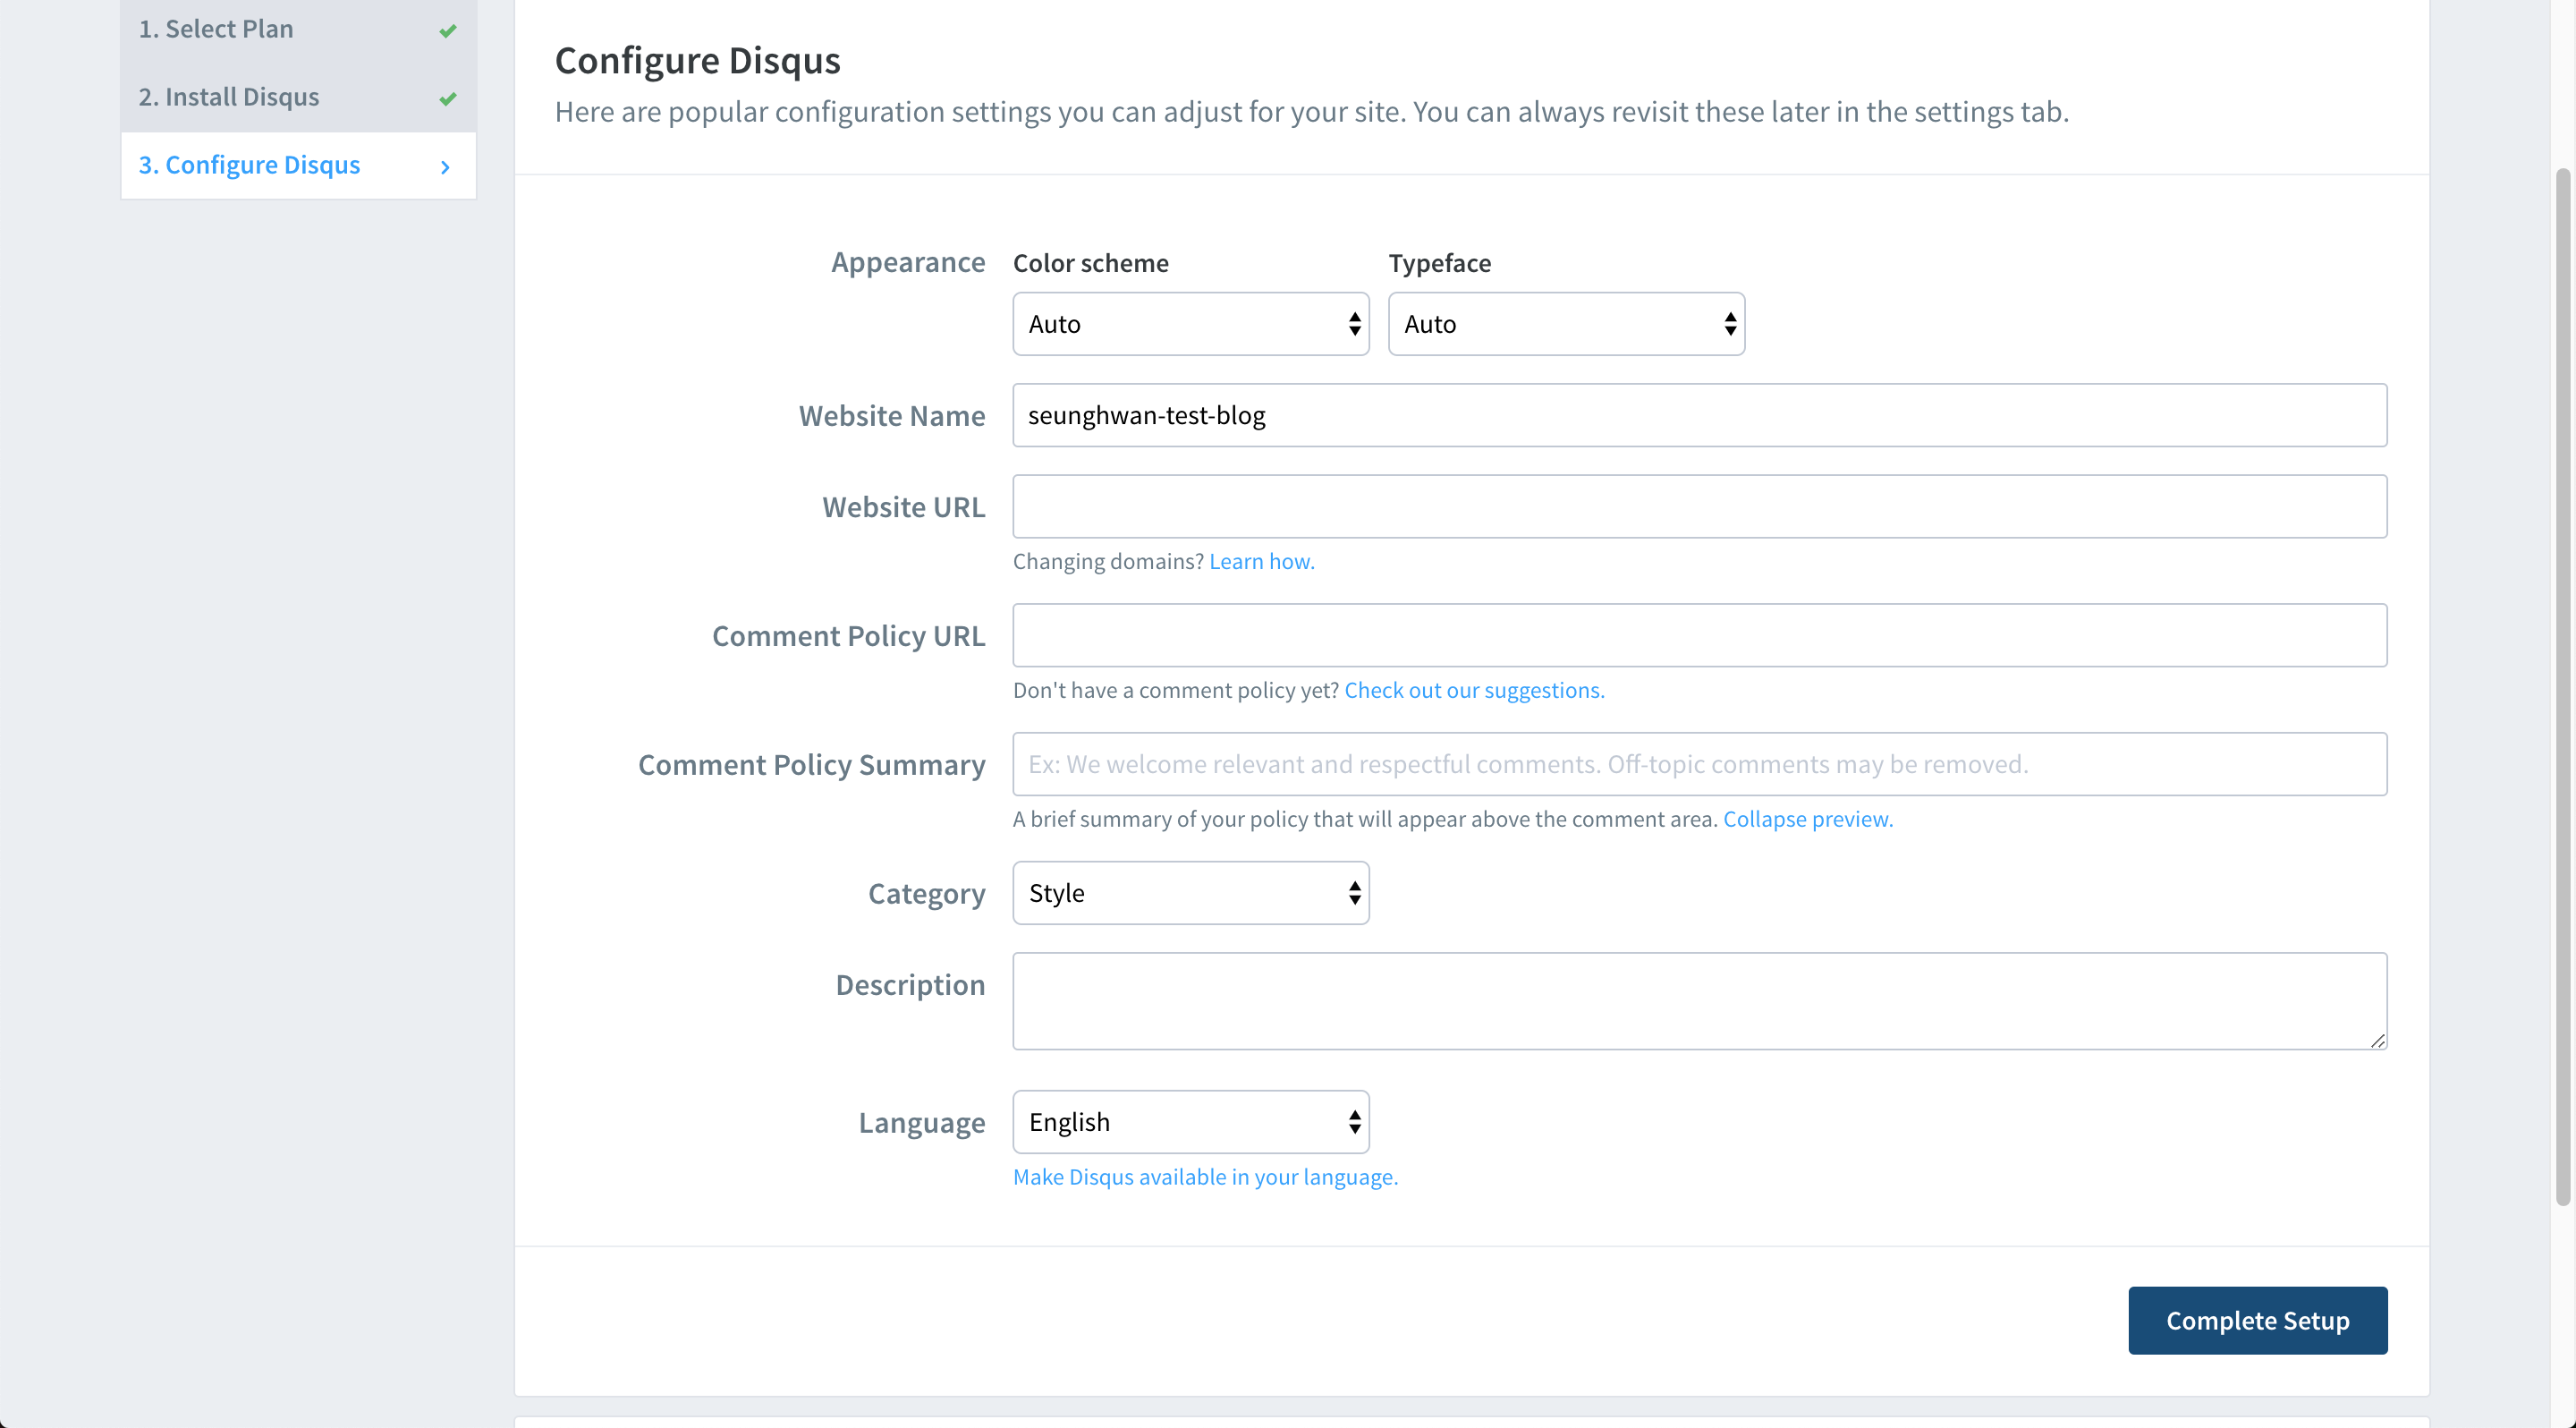 1. Select Plan
2. Install Disqus
3. Configure Disqus
Configure Disqus
Here are popular configuration settings you can adjust for your site. You can always revisit these later in the settings tab.
Appearance
Color scheme
Typeface
Auto
Auto
Website Name
seunghwan-test-blog
Website URL
Changing domains? Learn how.
Comment Policy URL
Don't have a comment policy yet? Check out our suggestions.
Comment Policy Summary
Ex: We welcome relevant and respectful comments. Off-topic comments may be removed.
A brief summary of your policy that will appear above the comment area. Collapse preview.
Category
Style
Description
Language
English
Make Disqus available in your language.
Complete Setup